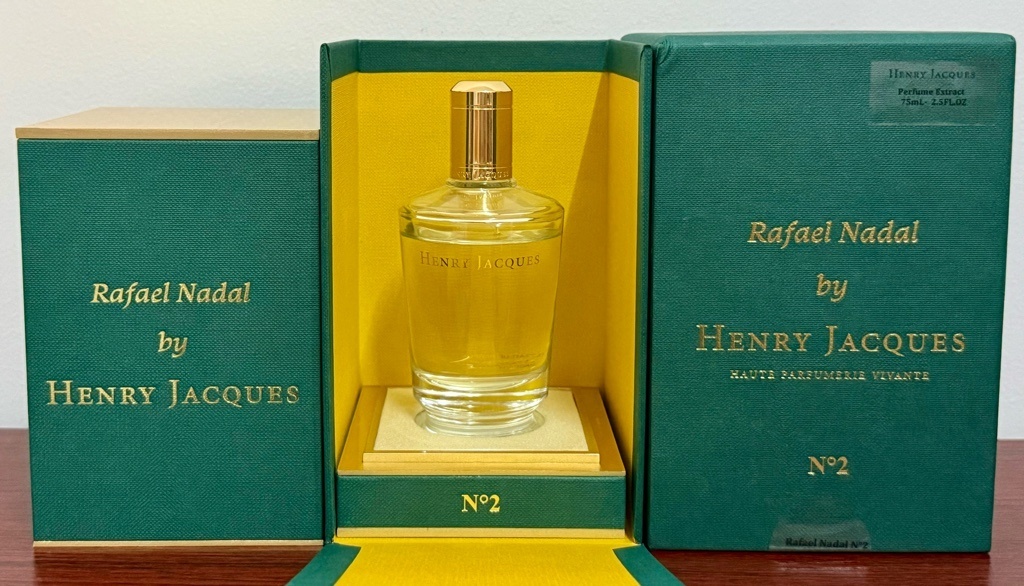 Rafael Nadal
by
HENRY JACQUES
HENRY JACQUES
N°2
HENRY JACQUES
Perfume Extract
75mL- 2.5FL.OZ
Rafael Nadal
by
HENRY JACQUES
HAUTE PARFUMERIE VIVANTE
N°2
Rafael Nadal N°2